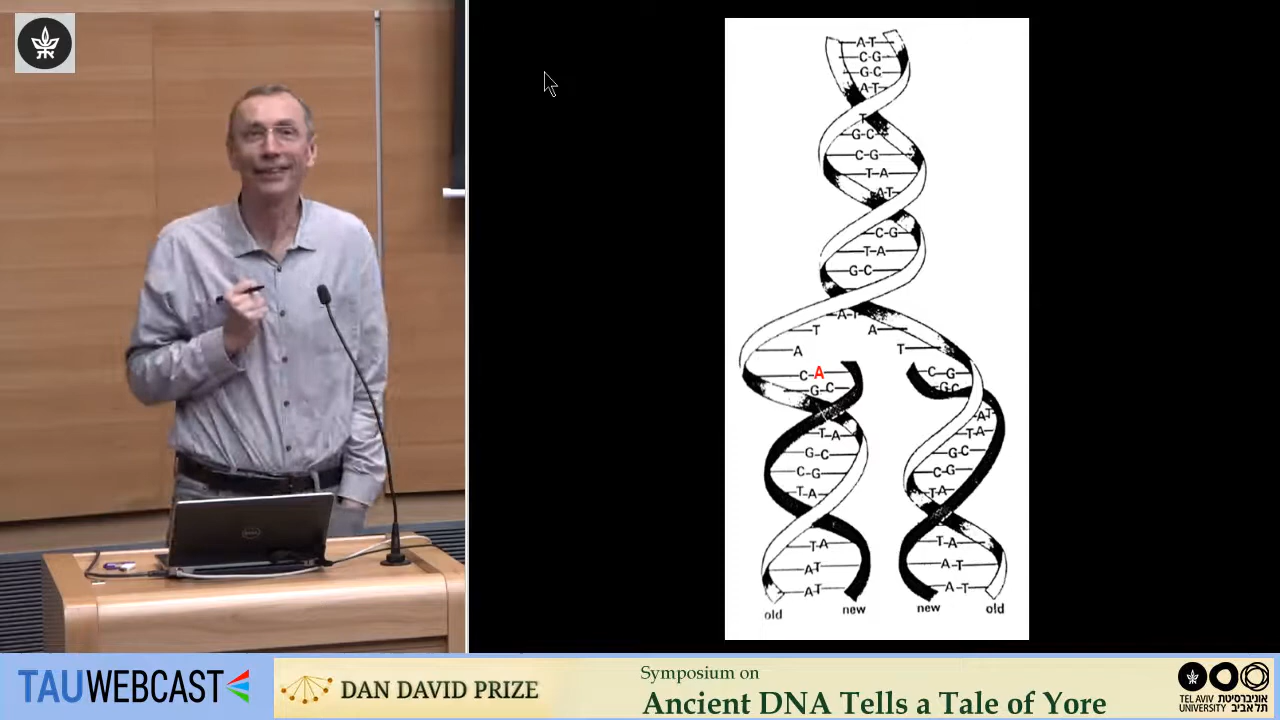 A-T
C-G
G-C
A-T
T
G-C
C-G
T-A
A-T
C-G
T-A
G-C
A-T
T A
A T
C-A C-G
G-C G-C
A-T
T-A T-A
G-C G-C
C-G C-G
T-A T-A
T-A T-A
A-T A-T
A-T A-T
old new new old
TAUWEBCAST
DAN DAVID PRIZE
Symposium on
Ancient DNA Tells a Tale of Yore
TEL AVIV אוניברסיטת
UNIVERSITY תל אביב